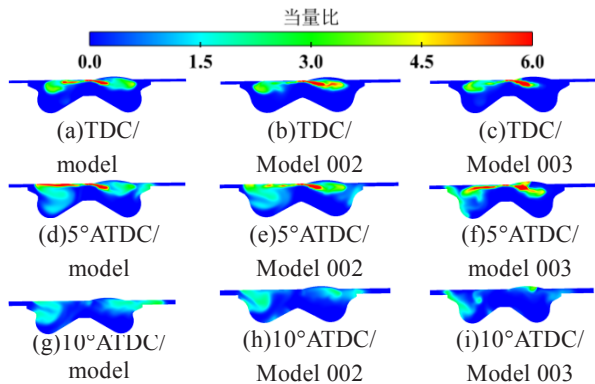 当量比
0.0 1.5 3.0 4.5 6.0
(a)TDC/ (b)TDC/ (c)TDC/
model Model 002 Model 003
(d)5°ATDC/ (e)5°ATDC/ (f)5°ATDC/
model Model 002 model 003
(g)10°ATDC/ (h)10°ATDC/ (i)10°ATDC/
model Model 002 Model 003